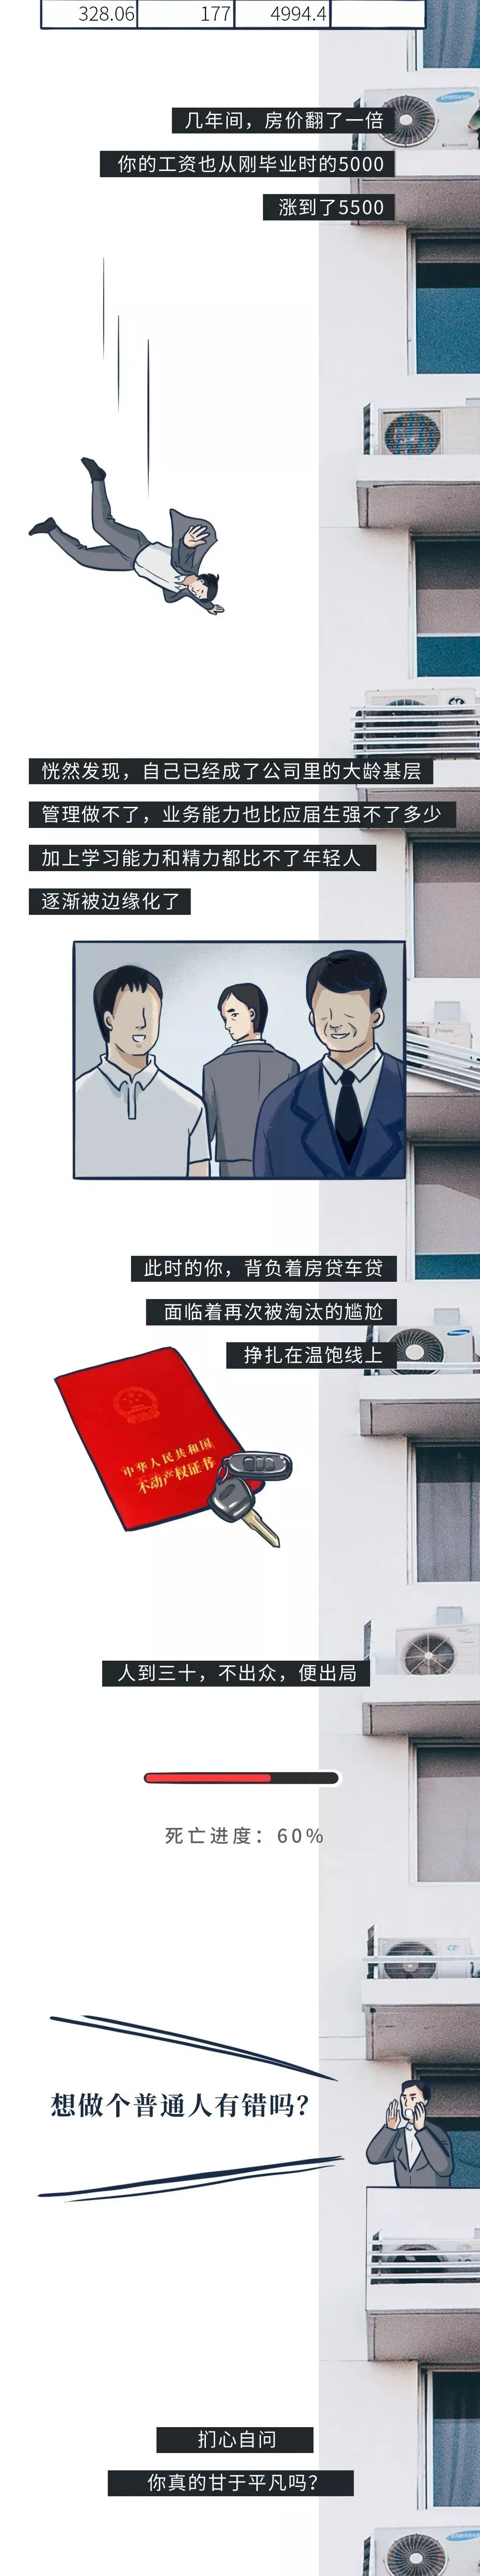 328.06 177 4994.4
几年间，房价翻了一倍
你的工资也从刚毕业时的5000
涨到了5500
恍然发现，自己已经成了公司里的大龄基层
管理做不了，业务能力也比应届生强不了多少
加上学习能力和精力都比不了年轻人
逐渐被边缘化了
此时的你，背负着房贷车贷
面临着再次被淘汰的尴尬
挣扎在温饱线上
中华人民共和国
不动产权证书
人到三十，不出众，便出局
死亡进度：60%
想做个普通人有错吗？
扪心自问
你真的甘于平凡吗？